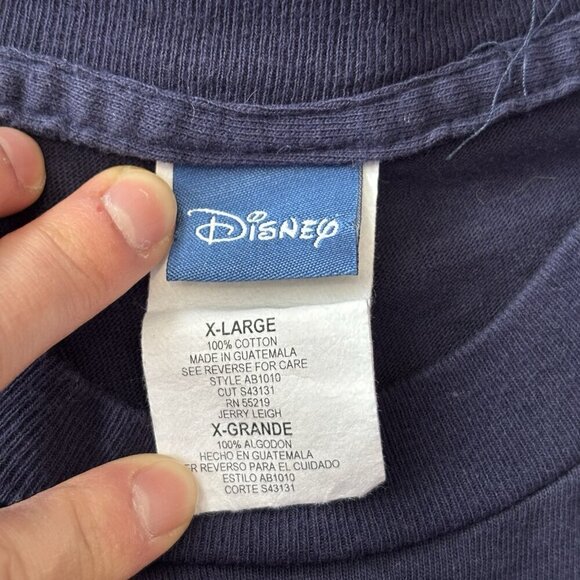 DISNEY
X-LARGE
100% COTTON
MADE IN GUATEMALA
SEE REVERSE FOR CARE
STYLE AB1010
CUT S43131
RN 55219
JERRY LEIGH
X-GRANDE
100% ALGODON
HECHO EN GUATEMALA
ER REVERSO PARA EL CUIDADO
ESTILO AB1010
CORTE S43131